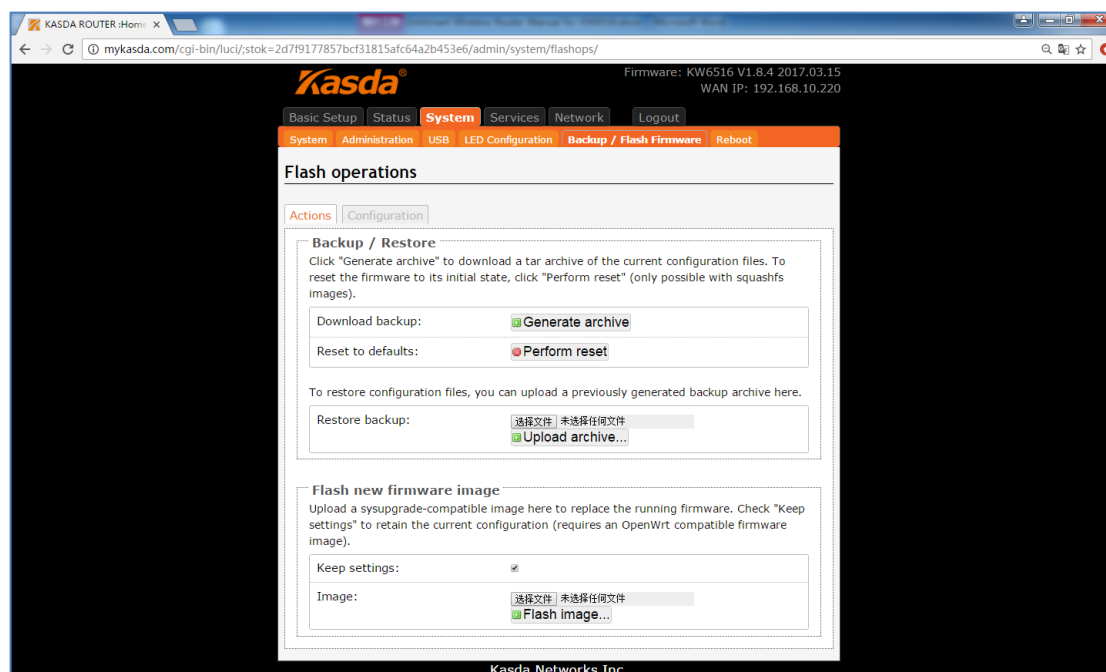 KASDA ROUTER :Home
mykasda.com/cgi-bin/luci/;stok=2d7f9177857bcf31815afc64a2b453e6/admin/system/flashops/
Kasda®
Firmware: KW6516 V1.8.4 2017.03.15
WAN IP: 192.168.10.220
Basic Setup Status System Services Network Logout
System Administration USB LED Configuration Backup / Flash Firmware Reboot
Flash operations
Actions Configuration
Backup / Restore
Click "Generate archive" to download a tar archive of the current configuration files. To
reset the firmware to its initial state, click "Perform reset" (only possible with squashfs
images).
Download backup: Generate archive
Reset to defaults: Perform reset
To restore configuration files, you can upload a previously generated backup archive here.
Restore backup: 选择文件 未选择任何文件
Upload archive...
Flash new firmware image
Upload a sysupgrade-compatible image here to replace the running firmware. Check "Keep
settings" to retain the current configuration (requires an OpenWrt compatible firmware
image).
Keep settings:
Image: 选择文件 未选择任何文件
Flash image...
Kasda Networks Inc